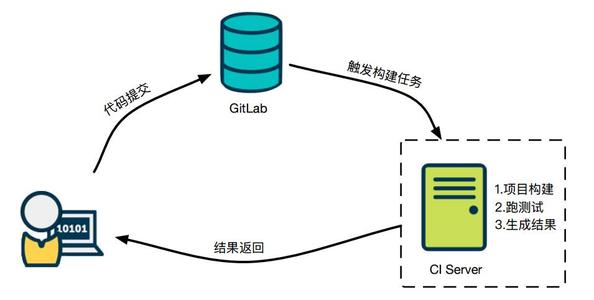 代码提交
GitLab
触发构建任务
10101
1.项目构建
2.跑测试
3.生成结果
CI Server
结果返回